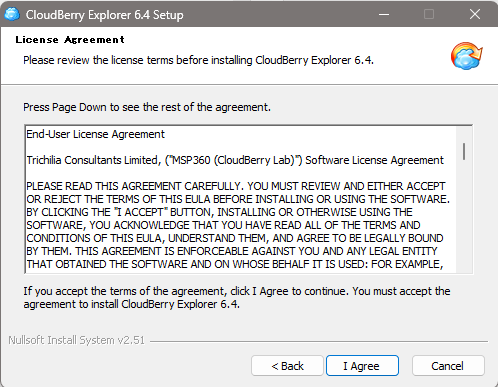 CloudBerry Explorer 6.4 Setup
License Agreement
Please review the license terms before installing CloudBerry Explorer 6.4.
Press Page Down to see the rest of the agreement.
End-User License Agreement
Trichilia Consultants Limited, ("MSP360 (CloudBerry Lab)") Software License Agreement
PLEASE READ THIS AGREEMENT CAREFULLY. YOU MUST REVIEW AND EITHER ACCEPT
OR REJECT THE TERMS OF THIS EULA BEFORE INSTALLING OR USING THE SOFTWARE.
BY CLICKING THE "I ACCEPT" BUTTON, INSTALLING OR OTHERWISE USING THE
SOFTWARE, YOU ACKNOWLEDGE THAT YOU HAVE READ ALL OF THE TERMS AND
CONDITIONS OF THIS EULA, UNDERSTAND THEM, AND AGREE TO BE LEGALLY BOUND
BY THEM. THIS AGREEMENT IS ENFORCEABLE AGAINST YOU AND ANY LEGAL ENTITY
THAT OBTAINED THE SOFTWARE AND ON WHOSE BEHALF IT IS USED: FOR EXAMPLE,
If you accept the terms of the agreement, click I Agree to continue. You must accept the
agreement to install CloudBerry Explorer 6.4.
Nullsoft Install System v2.51
< Back
I Agree
Cancel